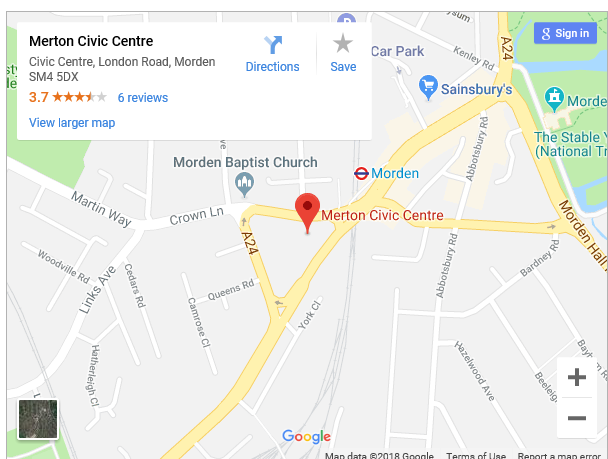 Merton Civic Centre
Civic Centre, London Road, Morden
SM4 5DX
3.7
6 reviews
View larger map
Directions
Save
Sign in
Car Park
Kenley Rd
A24
Sainsbury's
Morden
The Stable Y
(National Tr
Abbotsbury Rd
Morden Baptist Church
Morden
Martin Way
Crown Ln
Merton Civic Centre
A24
Morden Hall
Woodville Rd
Links Ave
Cedars Rd
Queens Rd
Camrose Cl
York Cl
Abbotsbury Rd
Bardney Rd
Hatherleigh Cl
Hazelwood Ave
Google
Map data ©2018 Google
Terms of Use
Report a map error